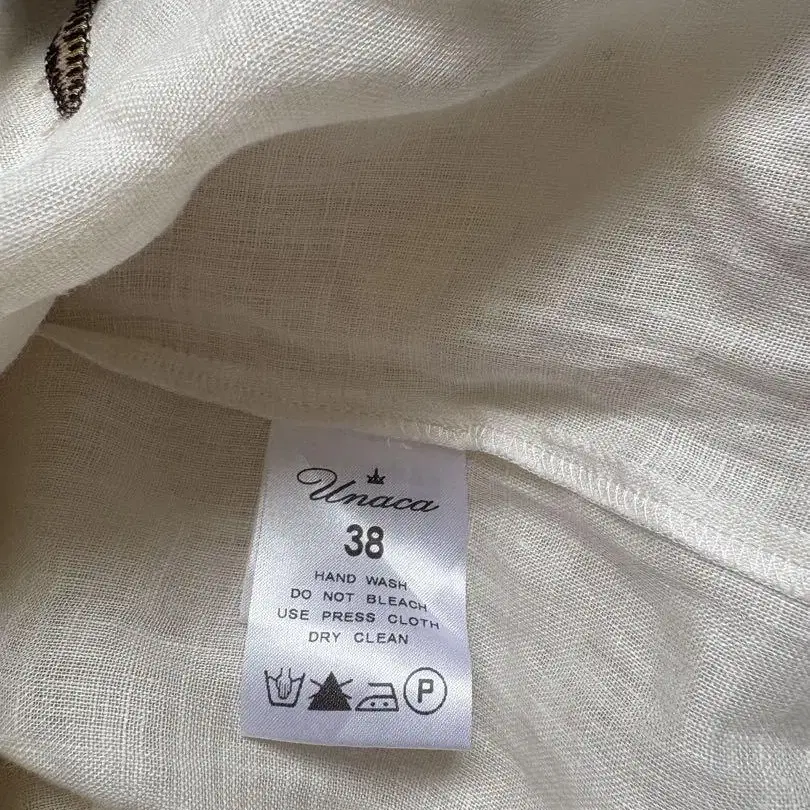 Unaca
38
HAND WASH
DO NOT BLEACH
USE PRESS CLOTH
DRY CLEAN
P